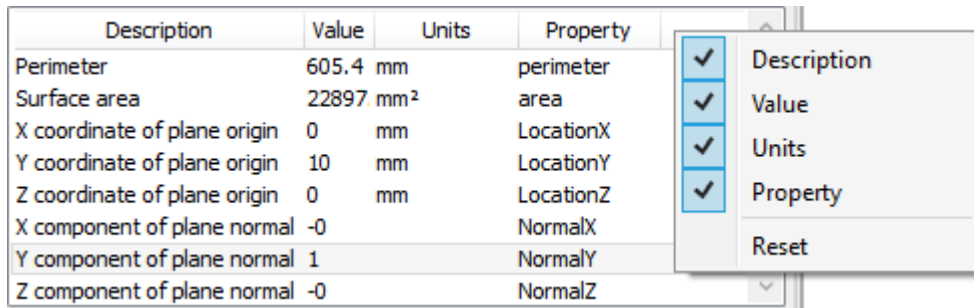 Description Value Units Property
Perimeter 605.4 mm perimeter
Surface area 22897 mm² area
X coordinate of plane origin 0 mm LocationX
Y coordinate of plane origin 10 mm LocationY
Z coordinate of plane origin 0 mm LocationZ
X component of plane normal -0 NormalX
Y component of plane normal 1 NormalY
Z component of plane normal -0 NormalZ
Description
Value
Units
Property
Reset